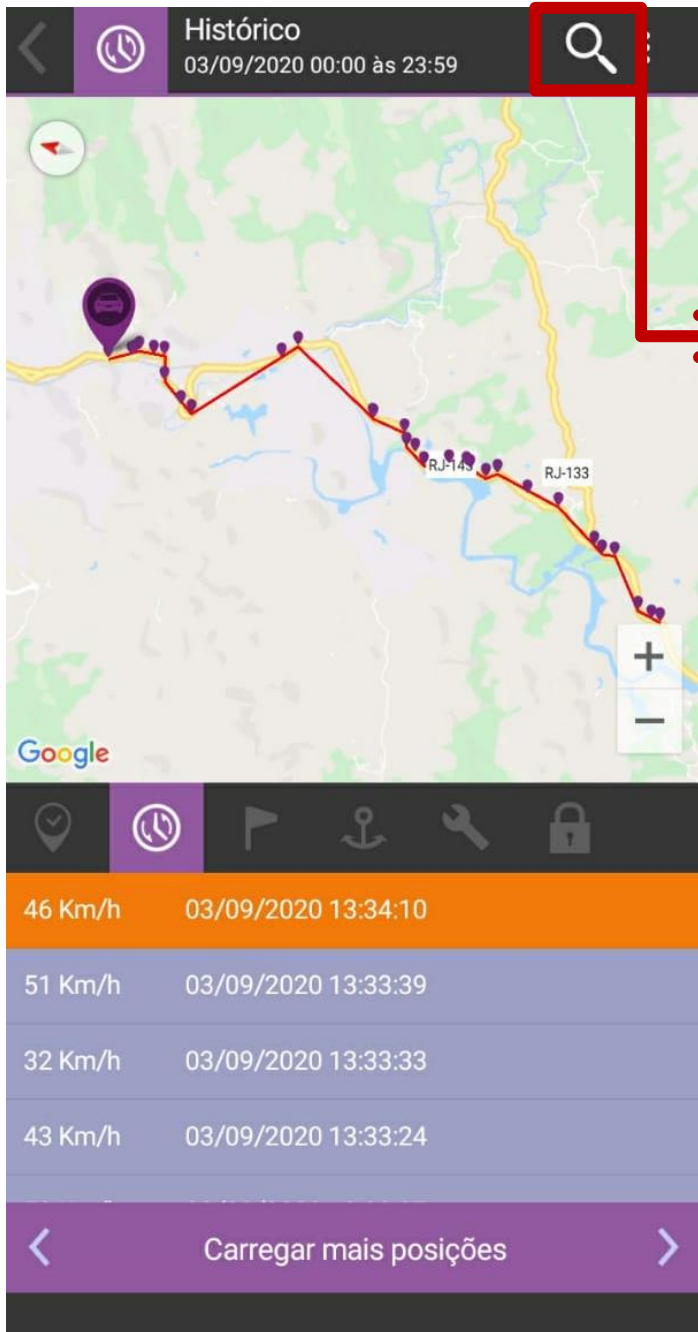 Histórico
03/09/2020 00:00 às 23:59
RJ-145
RJ-133
Google
46 Km/h 03/09/2020 13:34:10
51 Km/h 03/09/2020 13:33:39
32 Km/h 03/09/2020 13:33:33
43 Km/h 03/09/2020 13:33:24
Carregar mais posições